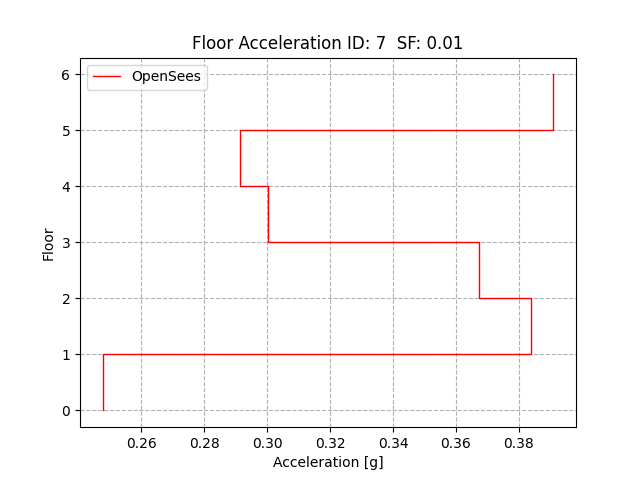 Floor Acceleration ID: 7  SF: 0.01
OpenSees
6
5
4
3
2
1
0
Floor
0.26 0.28 0.30 0.32 0.34 0.36 0.38
Acceleration [g]